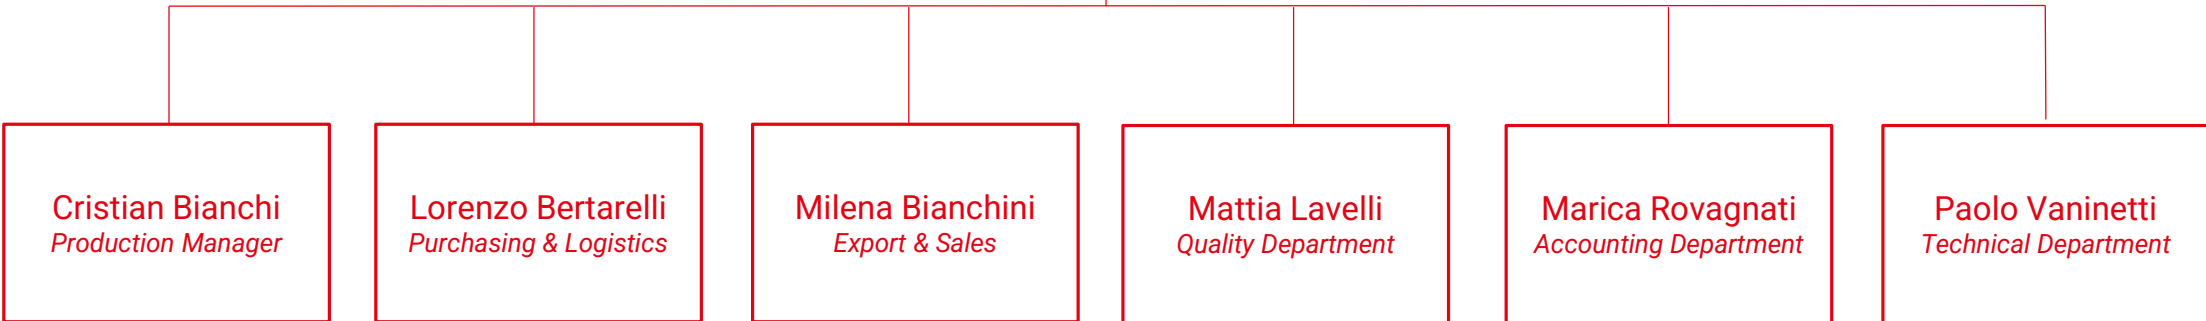 Cristian Bianchi
Production Manager
Lorenzo Bertarelli
Purchasing & Logistics
Milena Bianchini
Export & Sales
Mattia Lavelli
Quality Department
Marica Rovagnati
Accounting Department
Paolo Vaninetti
Technical Department